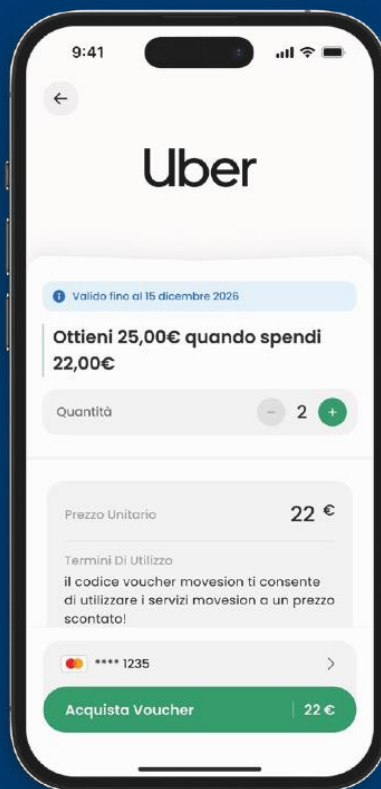 9:41
Uber
Valido fino al 15 dicembre 2026
Ottieni 25,00€ quando spendi
22,00€
Quantità - 2 +
Prezzo Unitario 22 €
Termini Di Utilizzo
il codice voucher movesion ti consente
di utilizzare i servizi movesion a un prezzo
scontato!
**** 1235
Acquista Voucher 22 €